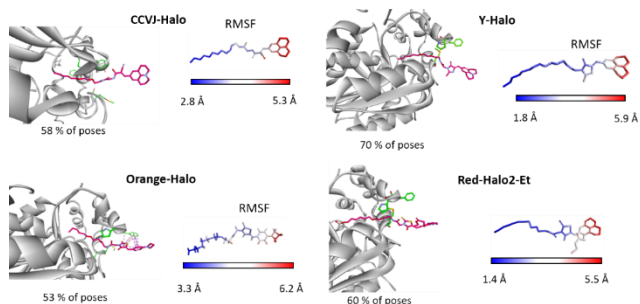 CCVJ-Halo
RMSF
2.8 Å
5.3 Å
58 % of poses
Y-Halo
RMSF
1.8 Å
5.9 Å
70 % of poses
Orange-Halo
RMSF
3.3 Å
6.2 Å
53 % of poses
Red-Halo2-Et
1.4 Å
5.5 Å
60 % of poses